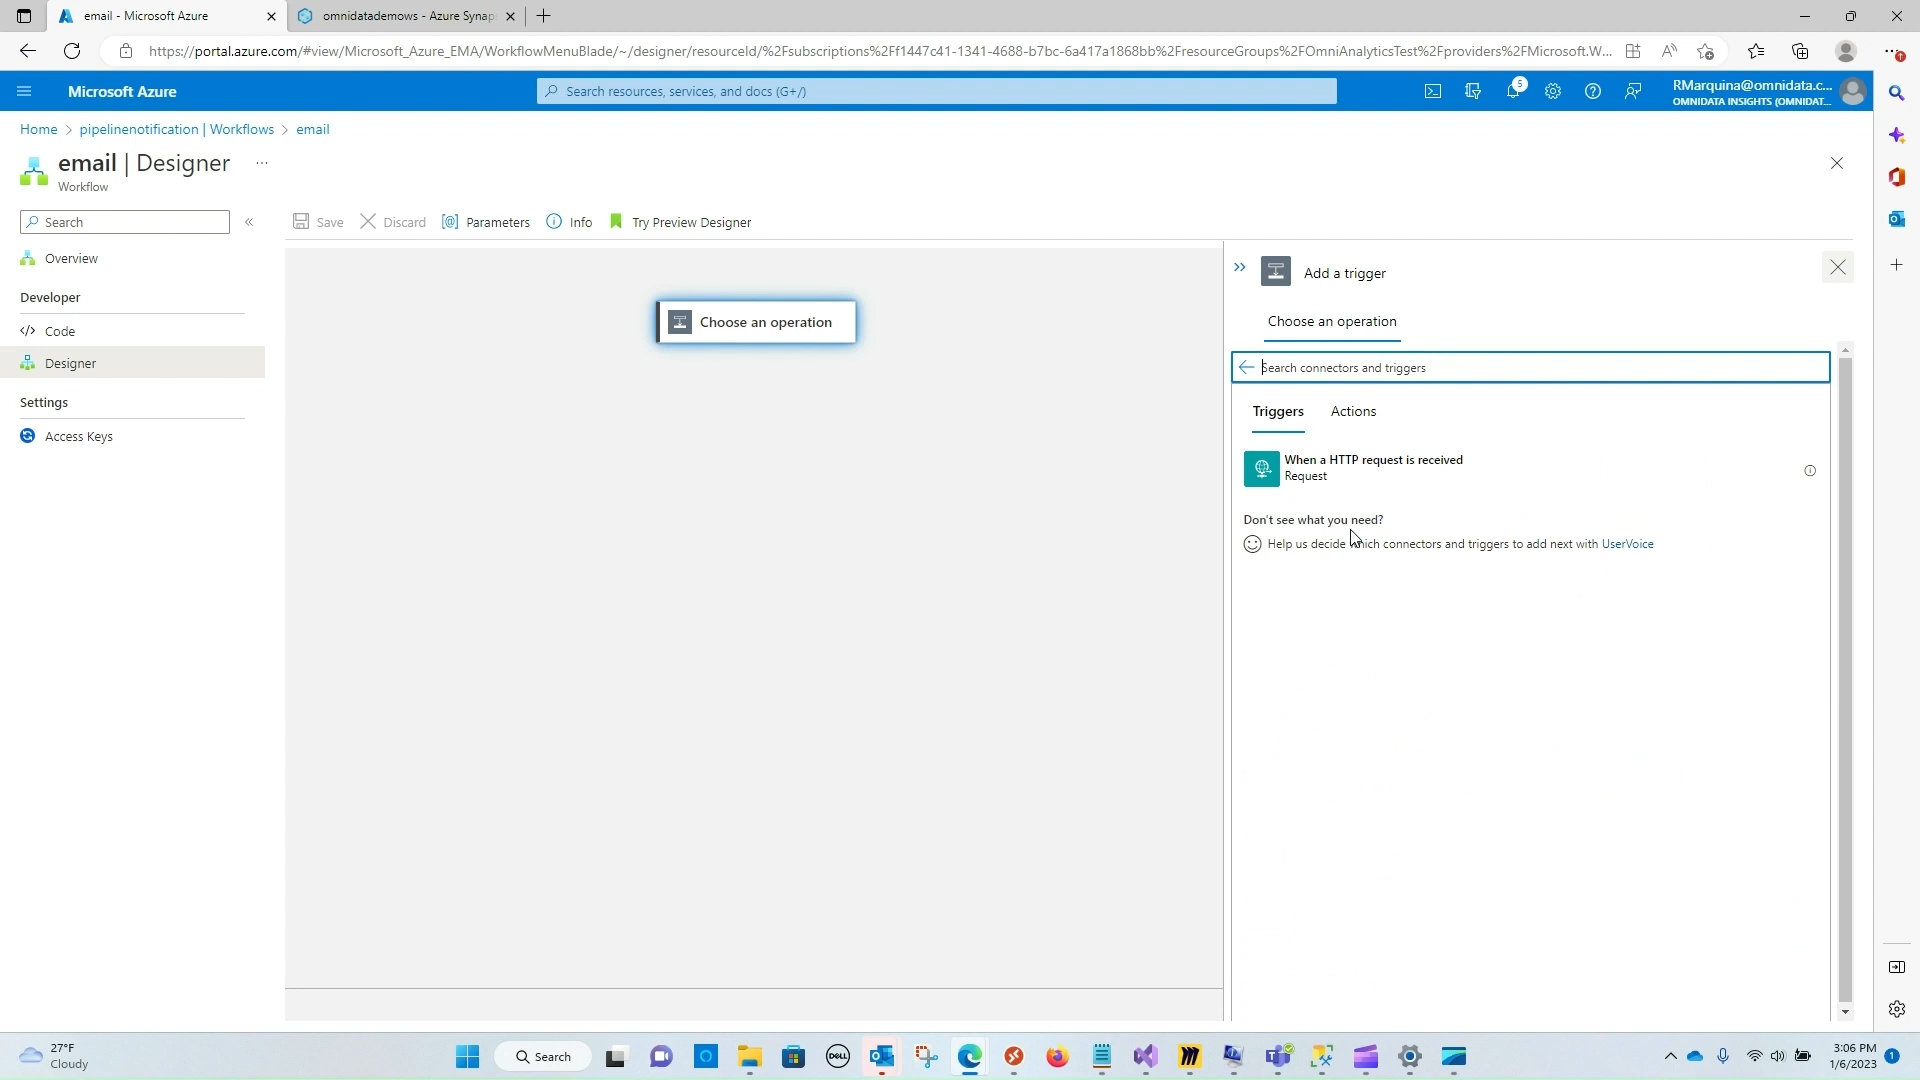 email - Microsoft Azure
omnidatademows - Azure Synap
https://portal.azure.com/#view/Microsoft_Azure_EMA/WorkflowMenuBlade/~/designer/resourceId/%2Fsubscriptions%2Ff1447c41-1341-4688-b7bc-6a417a1868bb%2FresourceGroups%2FOmniAnalyticsTest%2Fproviders%2FMicrosoft.W...
Microsoft Azure
Search resources, services, and docs (G+/)
5
RMarquina@omnidata.c...
OMNIDATA INSIGHTS (OMNIDAT...
Home > pipelinenotification | Workflows > email
email | Designer ...
Workflow
Search
Save
Discard
Parameters
Info
Try Preview Designer
Overview
Developer
Code
Designer
Settings
Access Keys
Choose an operation
Add a trigger
Choose an operation
Search connectors and triggers
Triggers
Actions
When a HTTP request is received
Request
Don't see what you need?
Help us decide which connectors and triggers to add next with UserVoice
27°F
Cloudy
Search
DELL
3:06 PM
1/6/2023
1